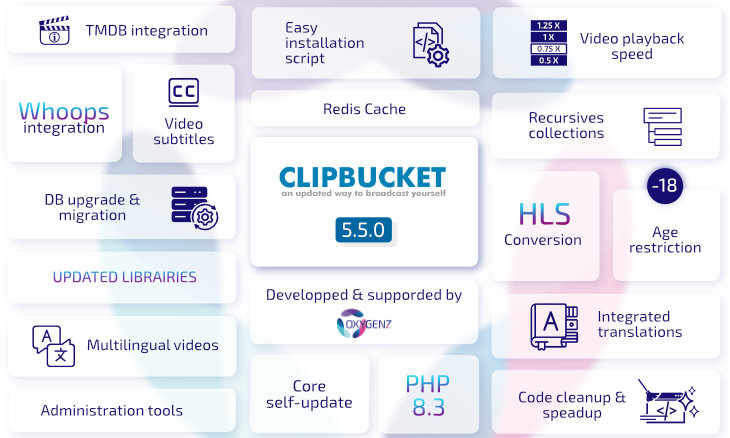 TMDB integration
Whoops
integration
CC
Video
subtitles
DB upgrade &
migration
UPDATED LIBRAIRIES
A
文
Multilingual videos
Administration tools
Easy
installation
script
</>
Redis Cache
CLIPBUCKET
an updated way to broadcast yourself
5.5.0
Developped & supporded by
OXYGENZ
Core
self-update
PHP
8.3
1.25 X
1 X
0.75 X
0.5 X
Video playback
speed
Recursives
collections
HLS
Conversion
-18
Age
restriction
A
Integrated
translations
Code cleanup &
speadup
</>